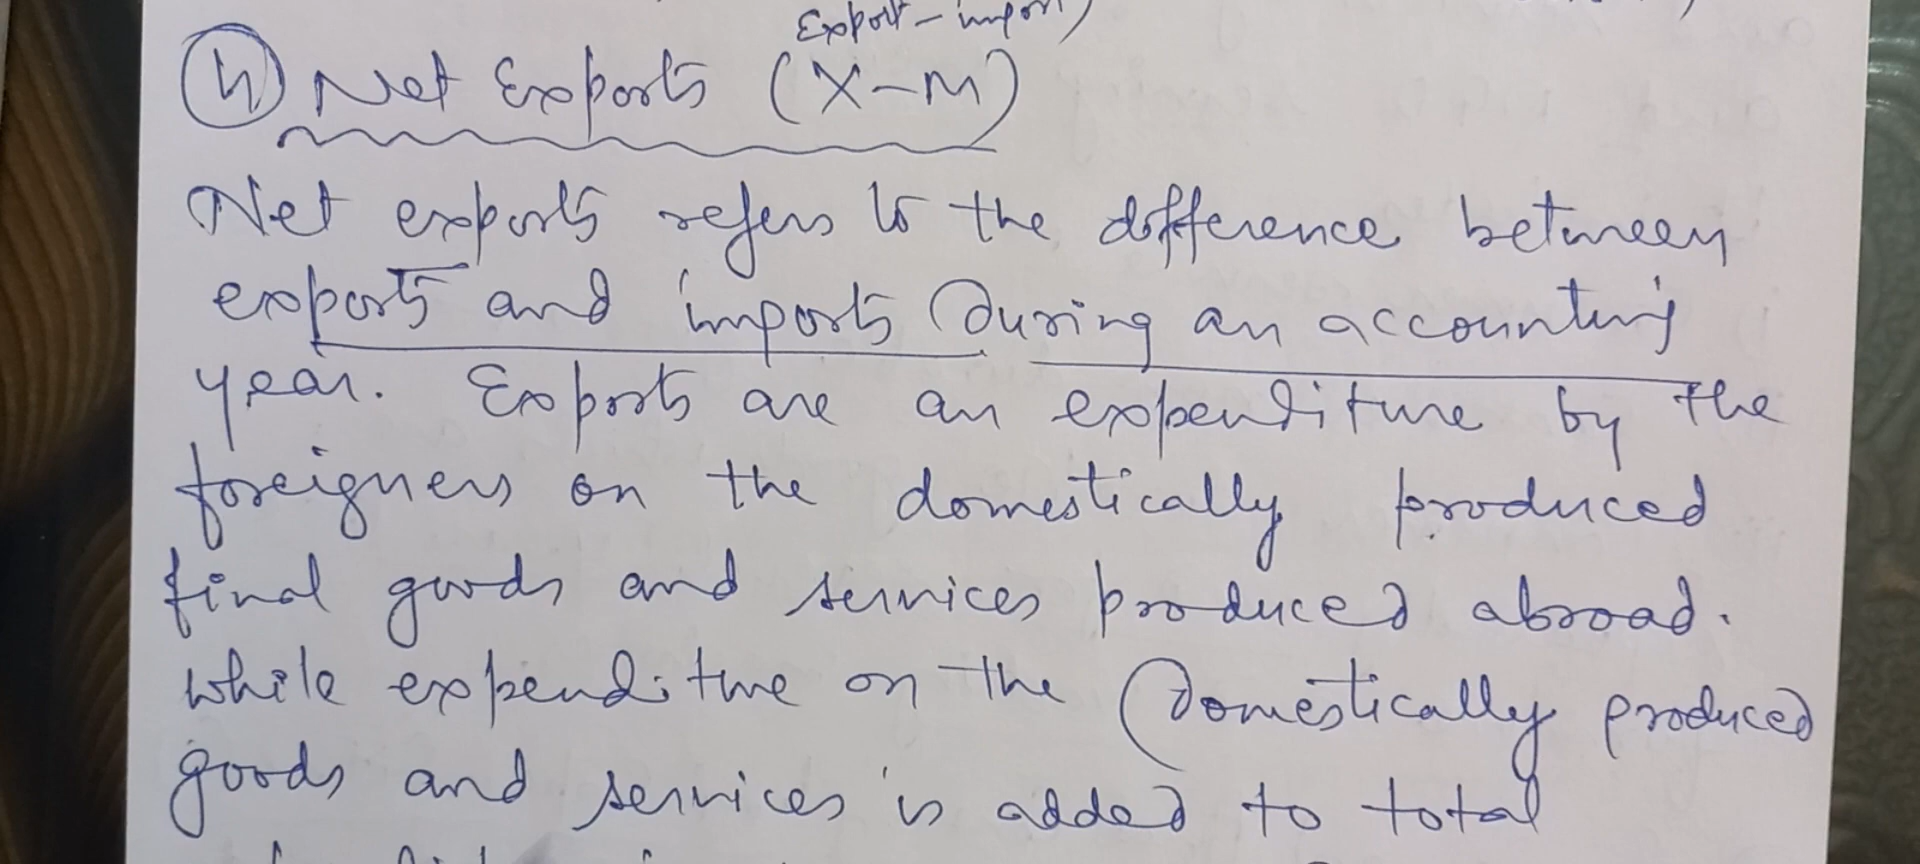 Export - import)
④ Net Exports (X-M)
Net exports refers to the difference between
exports and imports during an accounting
year. Exports are an expenditure by the
foreigners on the domestically produced
final goods and services produced abroad.
while expenditure on the domestically produced
goods and services is added to total